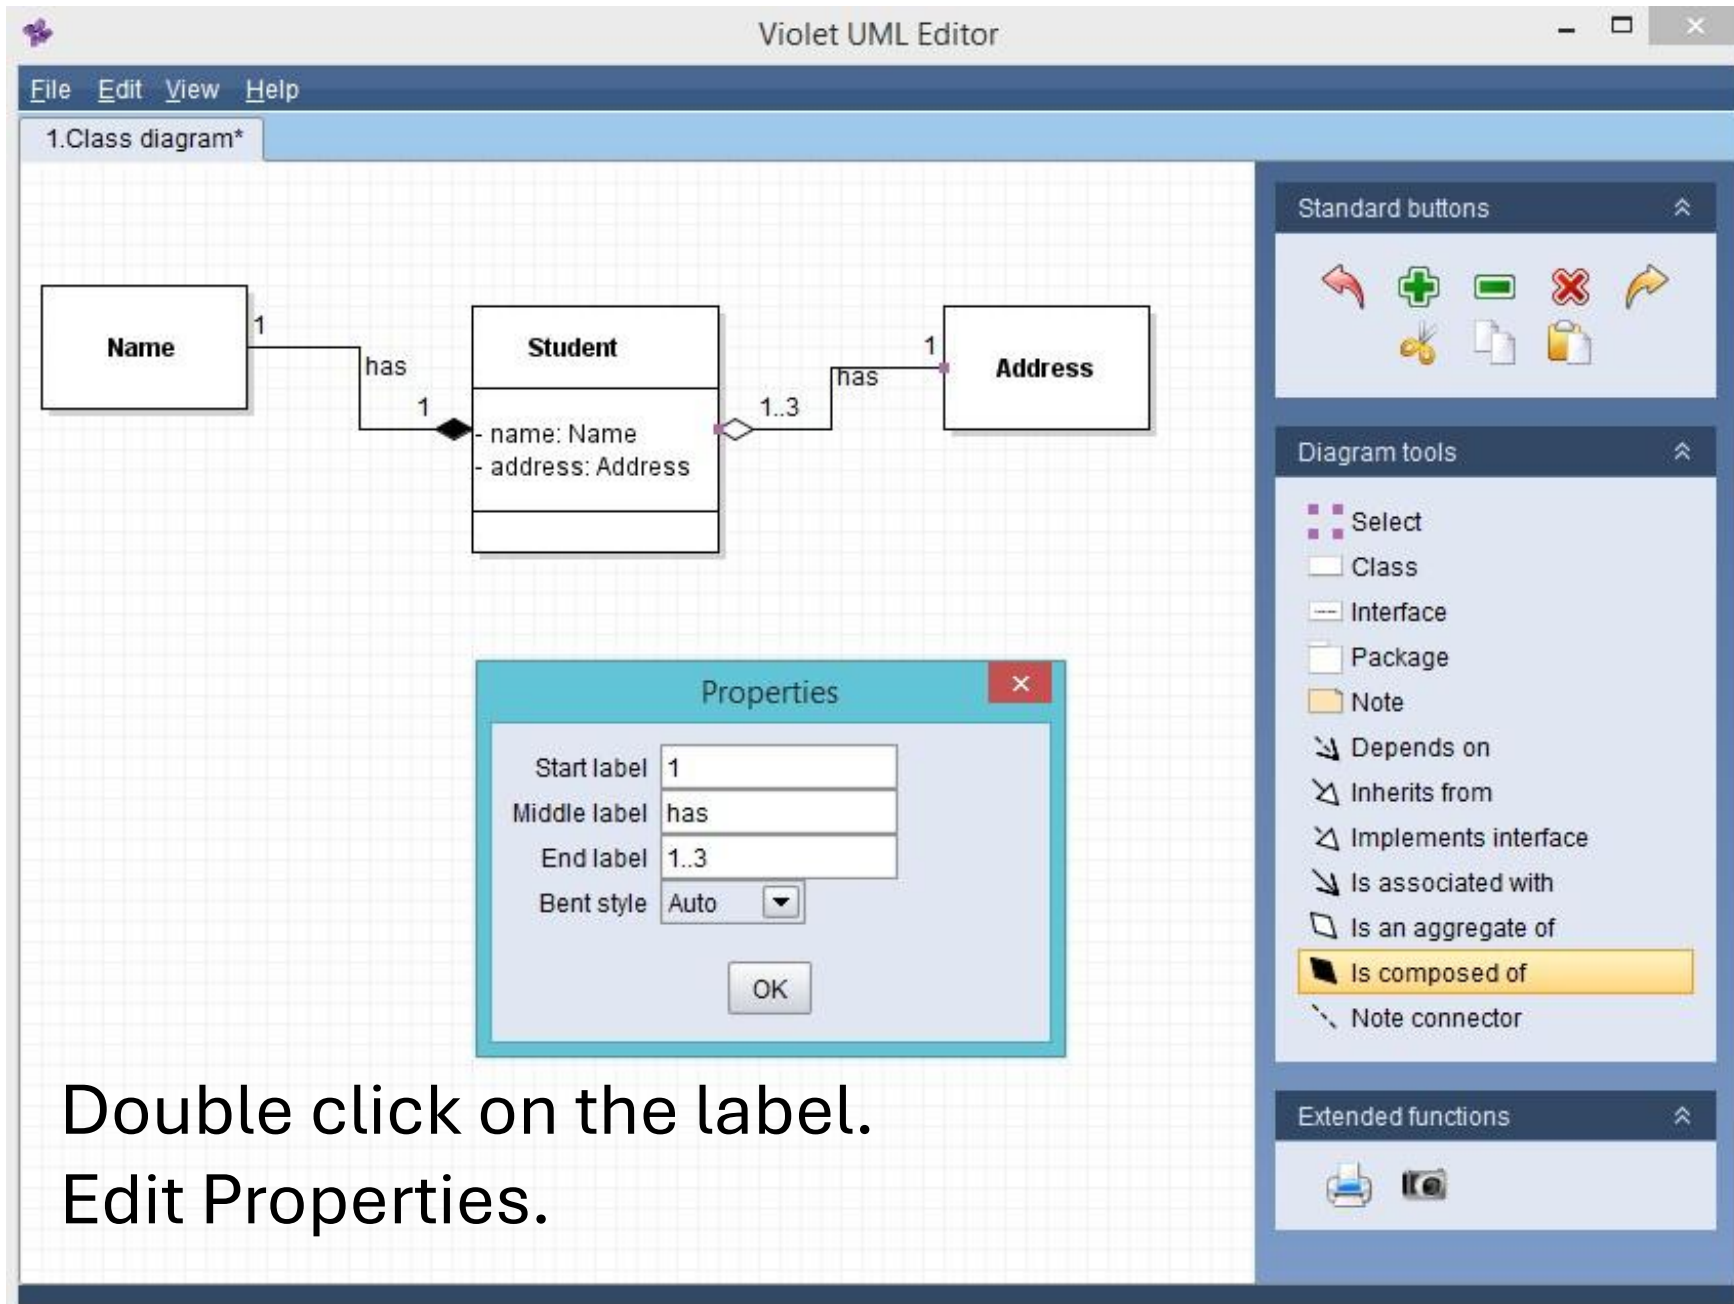 Violet UML Editor
File Edit View Help
1.Class diagram*
Name
1
has
1
Student
- name: Name
- address: Address
1..3
has
1
Address
Properties
Start label 1
Middle label has
End label 1..3
Bent style Auto
OK
Double click on the label.
Edit Properties.
Standard buttons
Diagram tools
Select
Class
Interface
Package
Note
Depends on
Inherits from
Implements interface
Is associated with
Is an aggregate of
Is composed of
Note connector
Extended functions